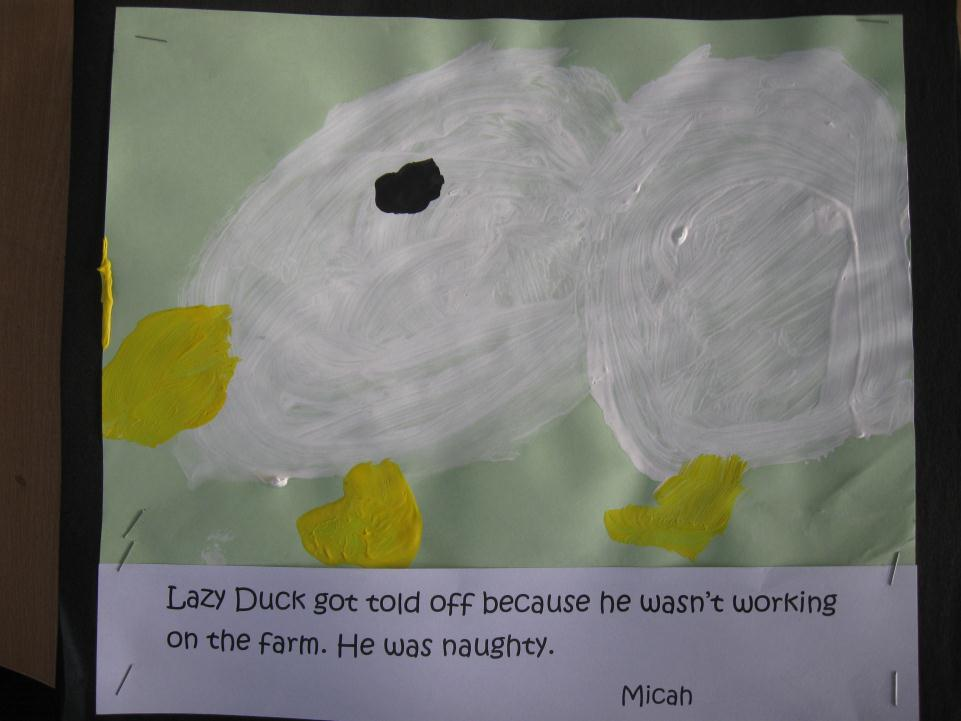 Lazy Duck got told off because he wasn't working
on the farm. He was naughty.
Micah